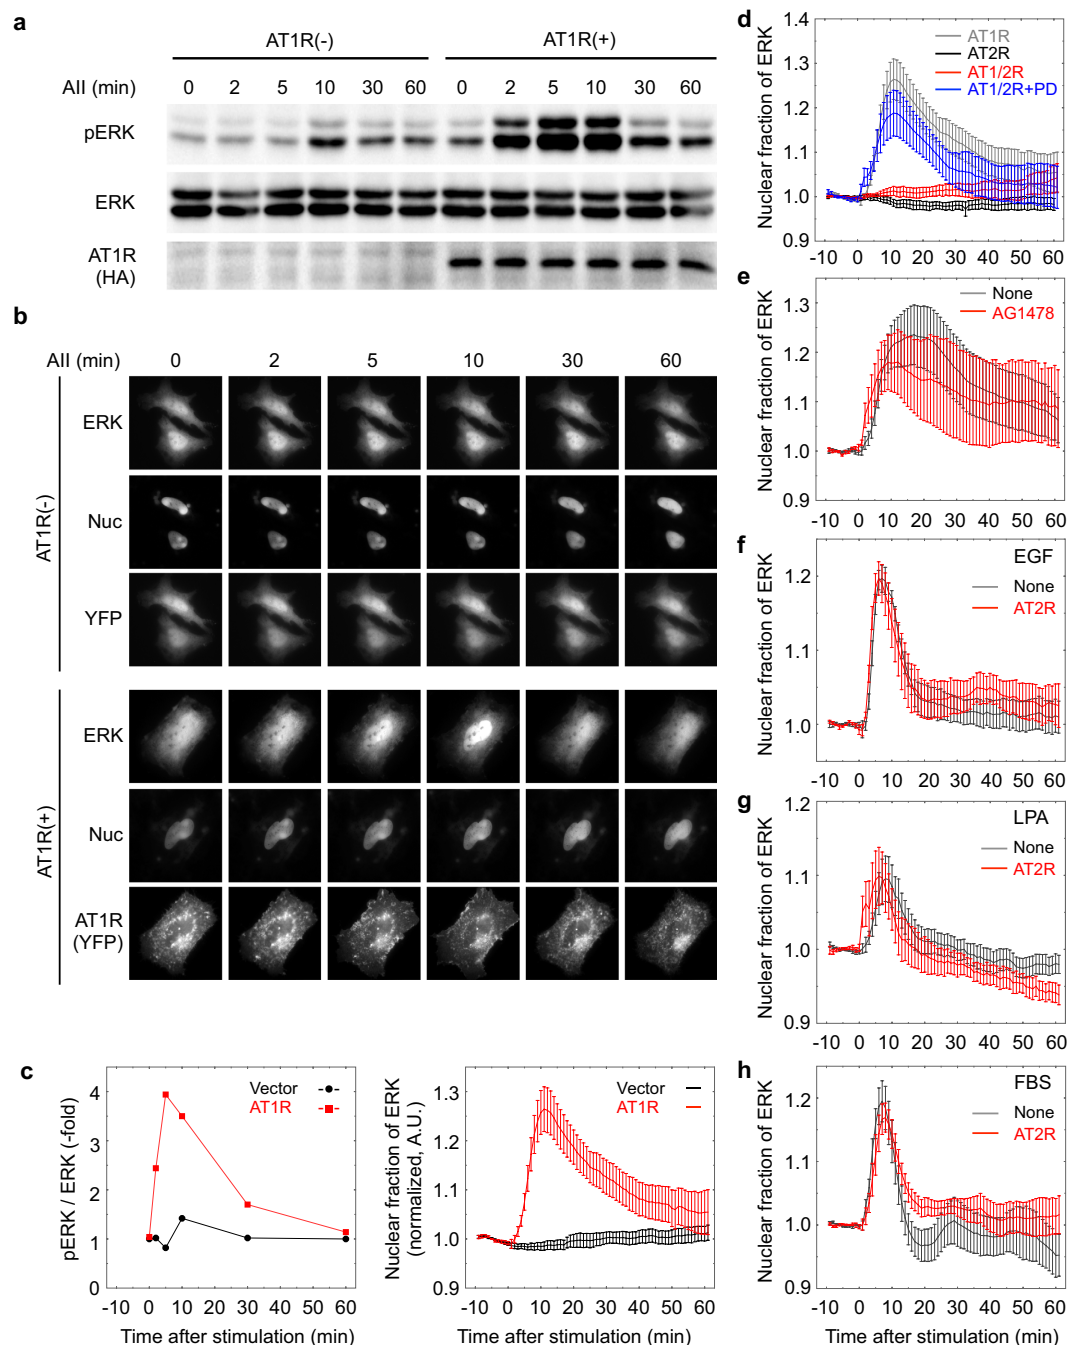 a
AT1R(-) AT1R(+)
AII (min) 0 2 5 10 30 60 0 2 5 10 30 60
pERK
ERK
AT1R
(HA)
b
AII (min) 0 2 5 10 30 60
AT1R(-)
ERK
Nuc
YFP
AT1R(+)
ERK
Nuc
AT1R
(YFP)
c
pERK / ERK (-fold)
Vector
AT1R
4
3
2
1
0
-10 0 10 20 30 40 50 60
Time after stimulation (min)
Nuclear fraction of ERK
(normalized, A.U.)
Vector
AT1R
1.3
1.2
1.1
1.0
0.9
-10 0 10 20 30 40 50 60
Time after stimulation (min)
d
Nuclear fraction of ERK
AT1R
AT2R
AT1/2R
AT1/2R+PD
1.4
1.3
1.2
1.1
1.0
0.9
-10 0 10 20 30 40 50 60
e
Nuclear fraction of ERK
None
AG1478
1.3
1.2
1.1
1.0
0.9
-10 0 10 20 30 40 50 60
f
Nuclear fraction of ERK
EGF
None
AT2R
1.2
1.1
1.0
-10 0 10 20 30 40 50 60
g
Nuclear fraction of ERK
LPA
None
AT2R
1.2
1.1
1.0
0.9
-10 0 10 20 30 40 50 60
h
Nuclear fraction of ERK
FBS
None
AT2R
1.2
1.1
1.0
0.9
-10 0 10 20 30 40 50 60
Time after stimulation (min)